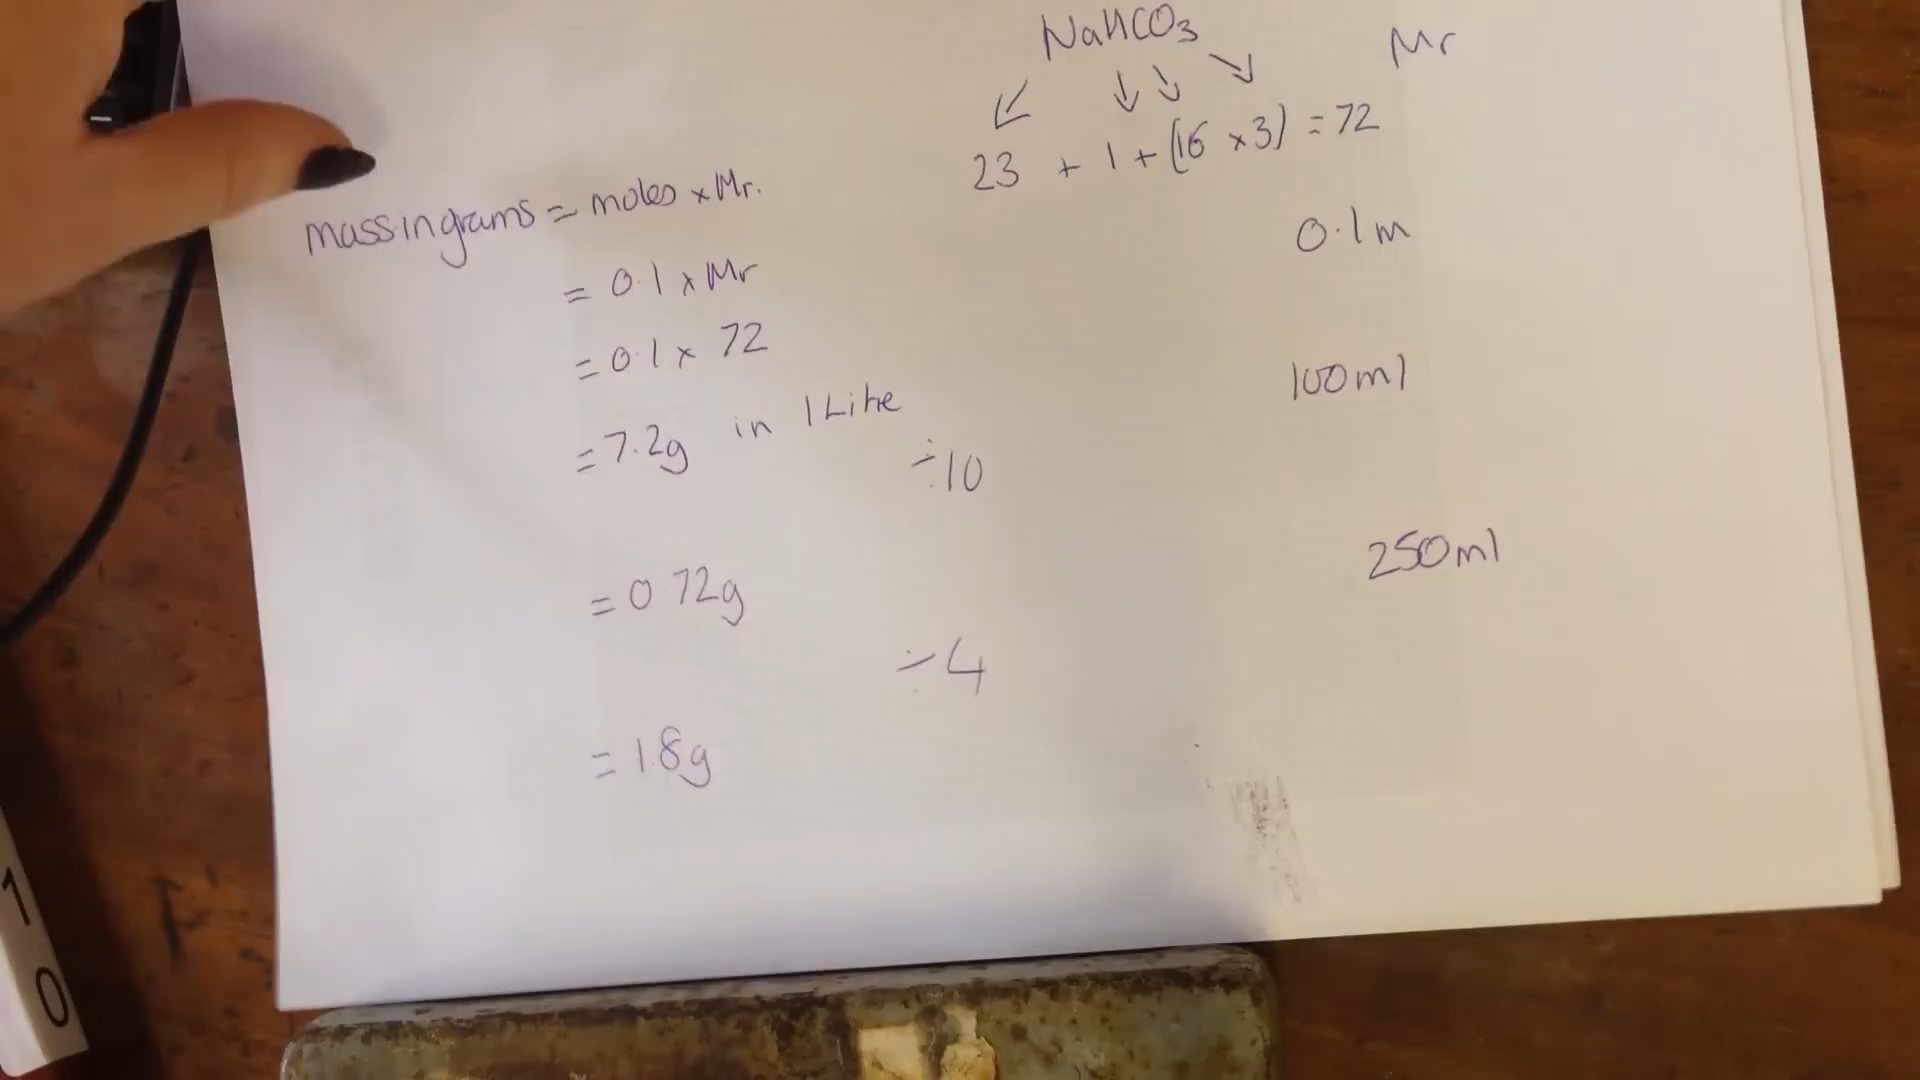 NaHCO3 Mr
23 + 1 + (16 x 3) = 72
mass in grams = moles x Mr.
0.1m
= 0.1 x Mr
= 0.1 x 72
100ml
= 7.2g in 1 Litre
÷10
250ml
= 0.72g
÷4
= 1.8g
1
0